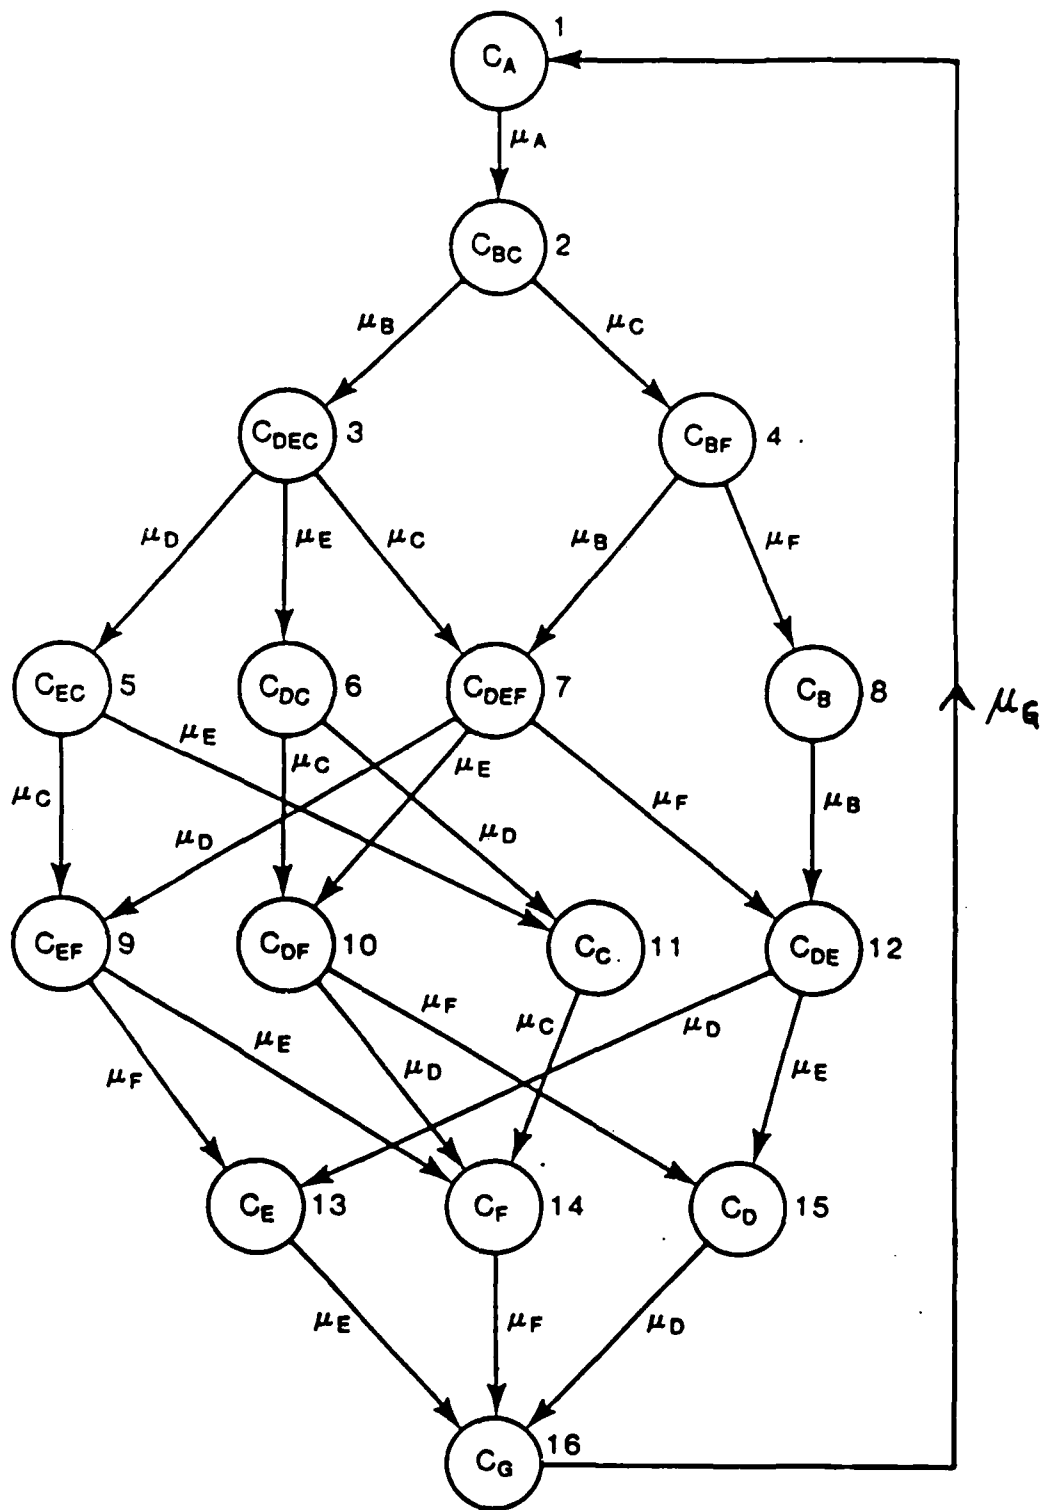 1
C_A
μ_A
C_BC 2
μ_B μ_C
C_DEC 3 C_BF 4
μ_D μ_E μ_C μ_B μ_F
C_EC 5 C_DC 6 C_DEF 7 C_B 8 μ_G
μ_E μ_C μ_E
μ_C μ_D μ_D μ_F μ_B
C_EF 9 C_DF 10 C_C 11 C_DE 12
μ_F μ_E μ_D μ_F μ_C μ_D μ_E
C_E 13 C_F 14 C_D 15
μ_E μ_F μ_D
C_G 16